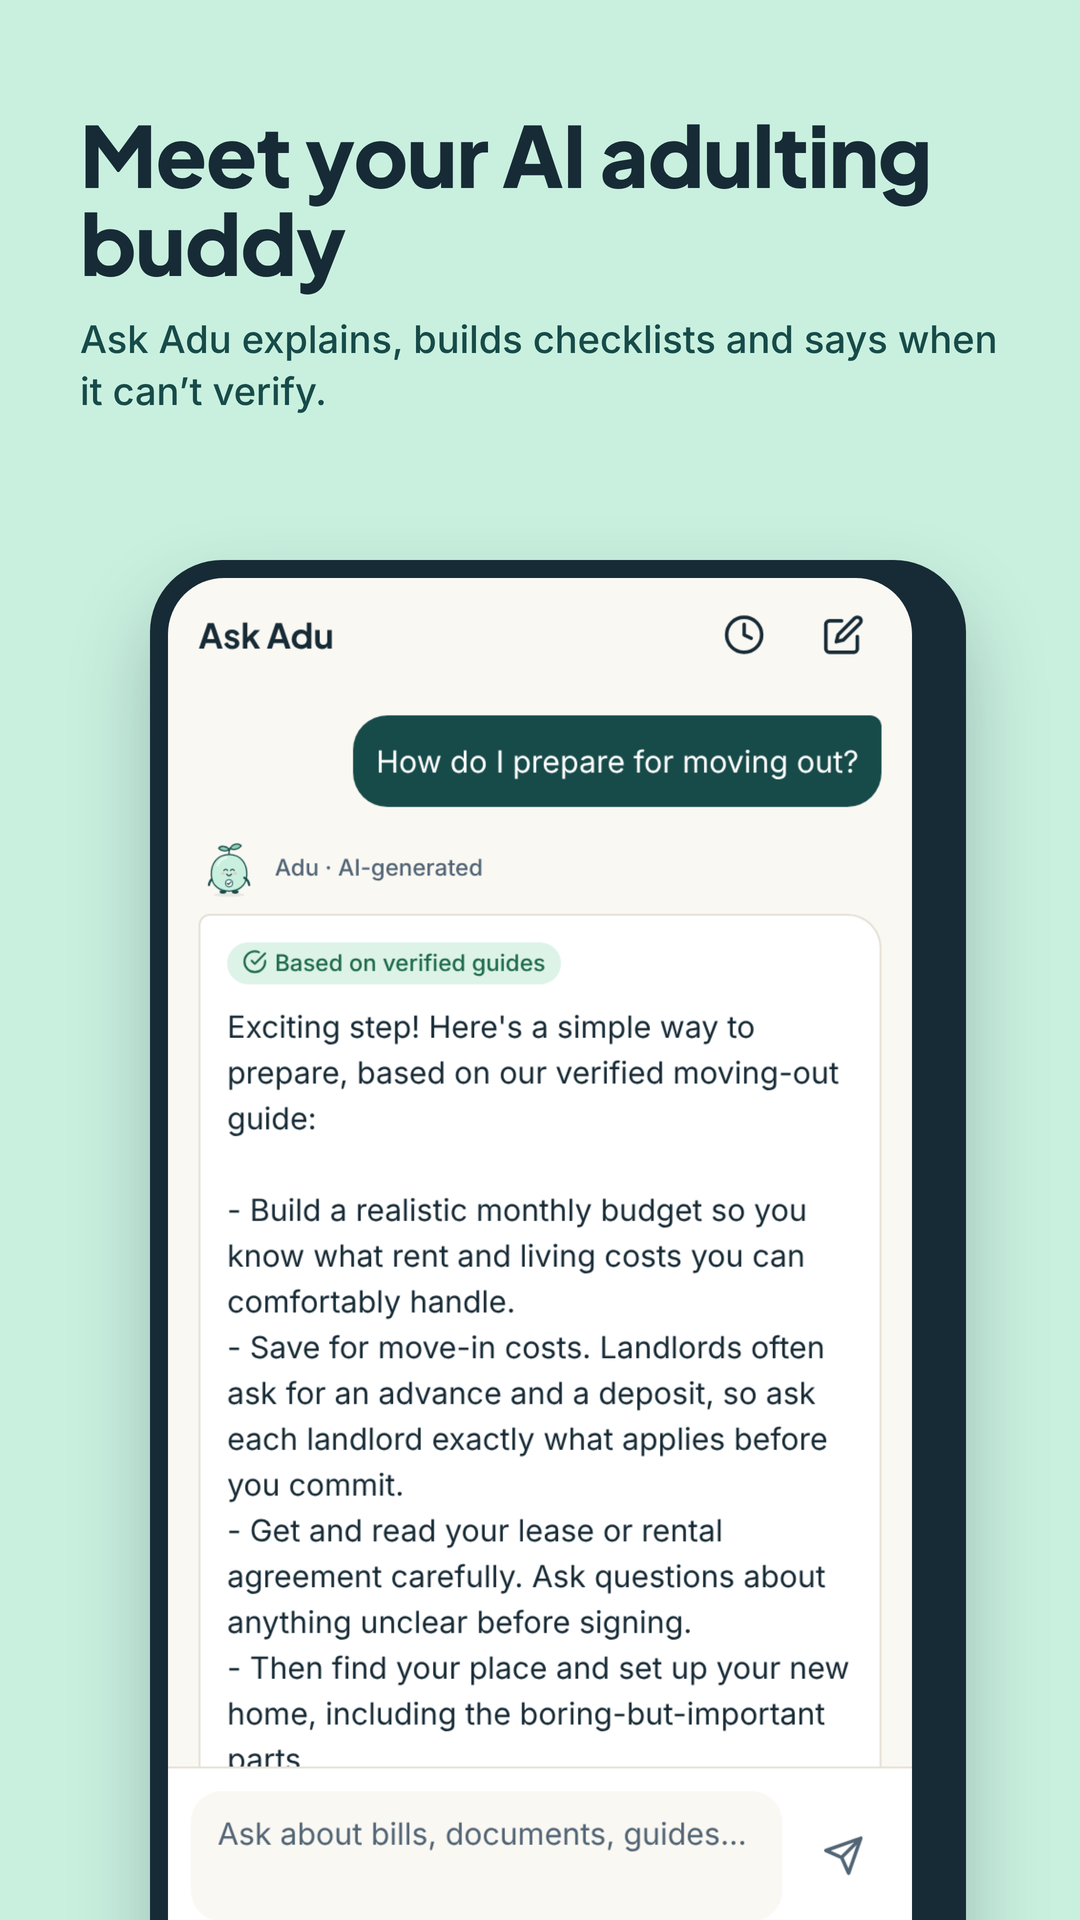 Meet your AI adulting
buddy
Ask Adu explains, builds checklists and says when
it can’t verify.
Ask Adu
How do I prepare for moving out?
Adu · AI-generated
Based on verified guides
Exciting step! Here's a simple way to
prepare, based on our verified moving-out
guide:
- Build a realistic monthly budget so you
know what rent and living costs you can
comfortably handle.
- Save for move-in costs. Landlords often
ask for an advance and a deposit, so ask
each landlord exactly what applies before
you commit.
- Get and read your lease or rental
agreement carefully. Ask questions about
anything unclear before signing.
- Then find your place and set up your new
home, including the boring-but-important
parts
Ask about bills, documents, guides...